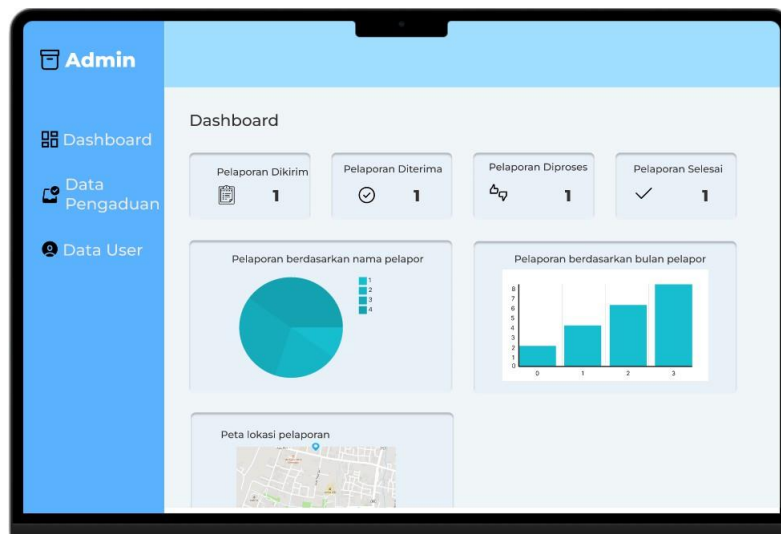 Admin
Dashboard
Data
Pengaduan
Data User
Dashboard
Pelaporan Dikirim
1
Pelaporan Diterima
1
Pelaporan Diproses
1
Pelaporan Selesai
1
Pelaporan berdasarkan nama pelapor
1
2
3
4
Pelaporan berdasarkan bulan pelapor
8
7
6
5
4
3
2
1
0
0 1 2 3
Peta lokasi pelaporan